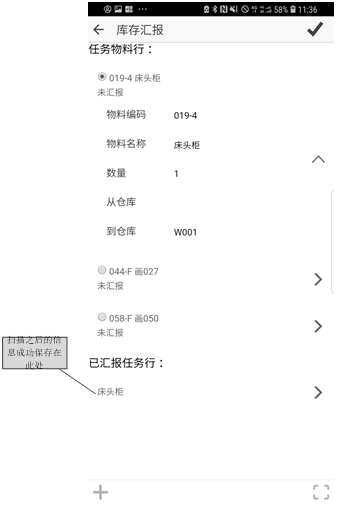 58% 11:36
库存汇报
任务物料行：
019-4 床头柜
未汇报
物料编码 019-4
物料名称 床头柜
数量 1
从仓库
到仓库 W001
044-F 画027
未汇报
058-F 画050
未汇报
扫描之后的信
息成功保存在
此处
已汇报任务行：
床头柜